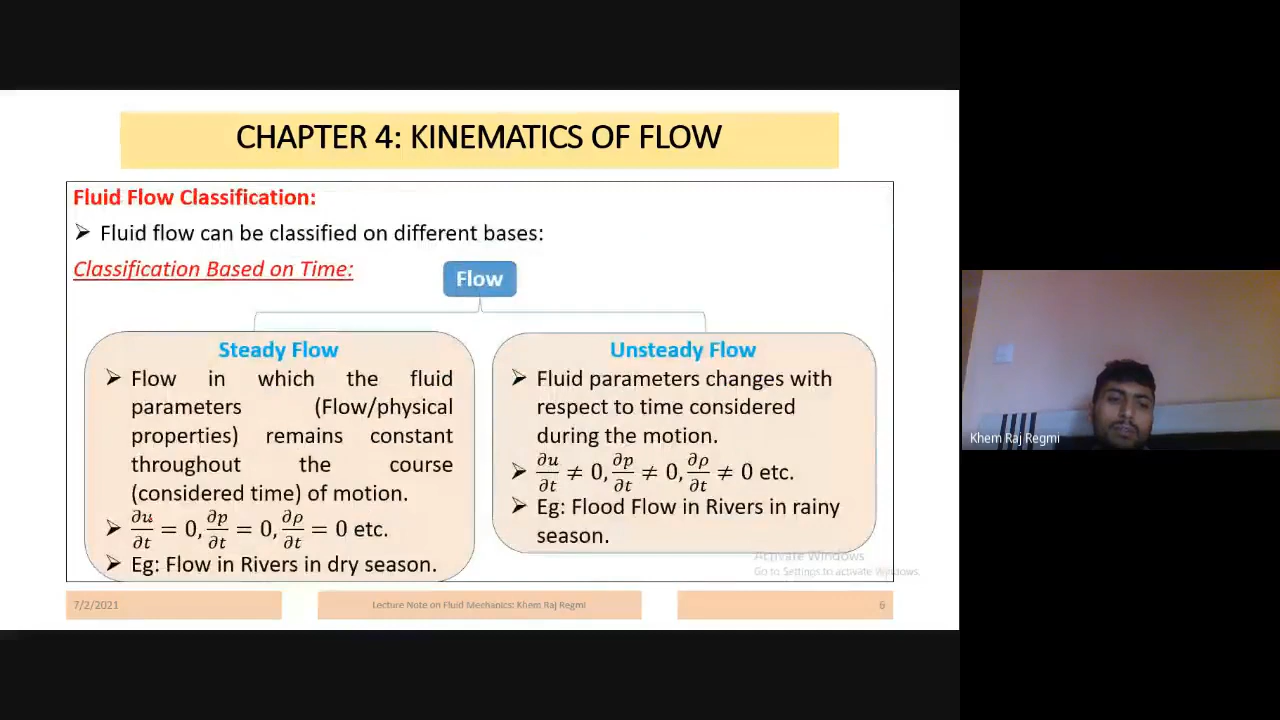 CHAPTER 4: KINEMATICS OF FLOW
Fluid Flow Classification:
➢ Fluid flow can be classified on different bases:
Classification Based on Time:
Flow
Steady Flow
➢ Flow in which the fluid
parameters (Flow/physical
properties) remains constant
throughout the course
(considered time) of motion.
➢ ∂u/∂t = 0, ∂p/∂t = 0, ∂ρ/∂t = 0 etc.
➢ Eg: Flow in Rivers in dry season.
Unsteady Flow
➢ Fluid parameters changes with
respect to time considered
during the motion.
➢ ∂u/∂t ≠ 0, ∂p/∂t ≠ 0, ∂ρ/∂t ≠ 0 etc.
➢ Eg: Flood Flow in Rivers in rainy
season.
Activate Windows
Go to Settings to activate Windows.
7/2/2021
Lecture Note on Fluid Mechanics: Khem Raj Regmi
6
Khem Raj Regmi